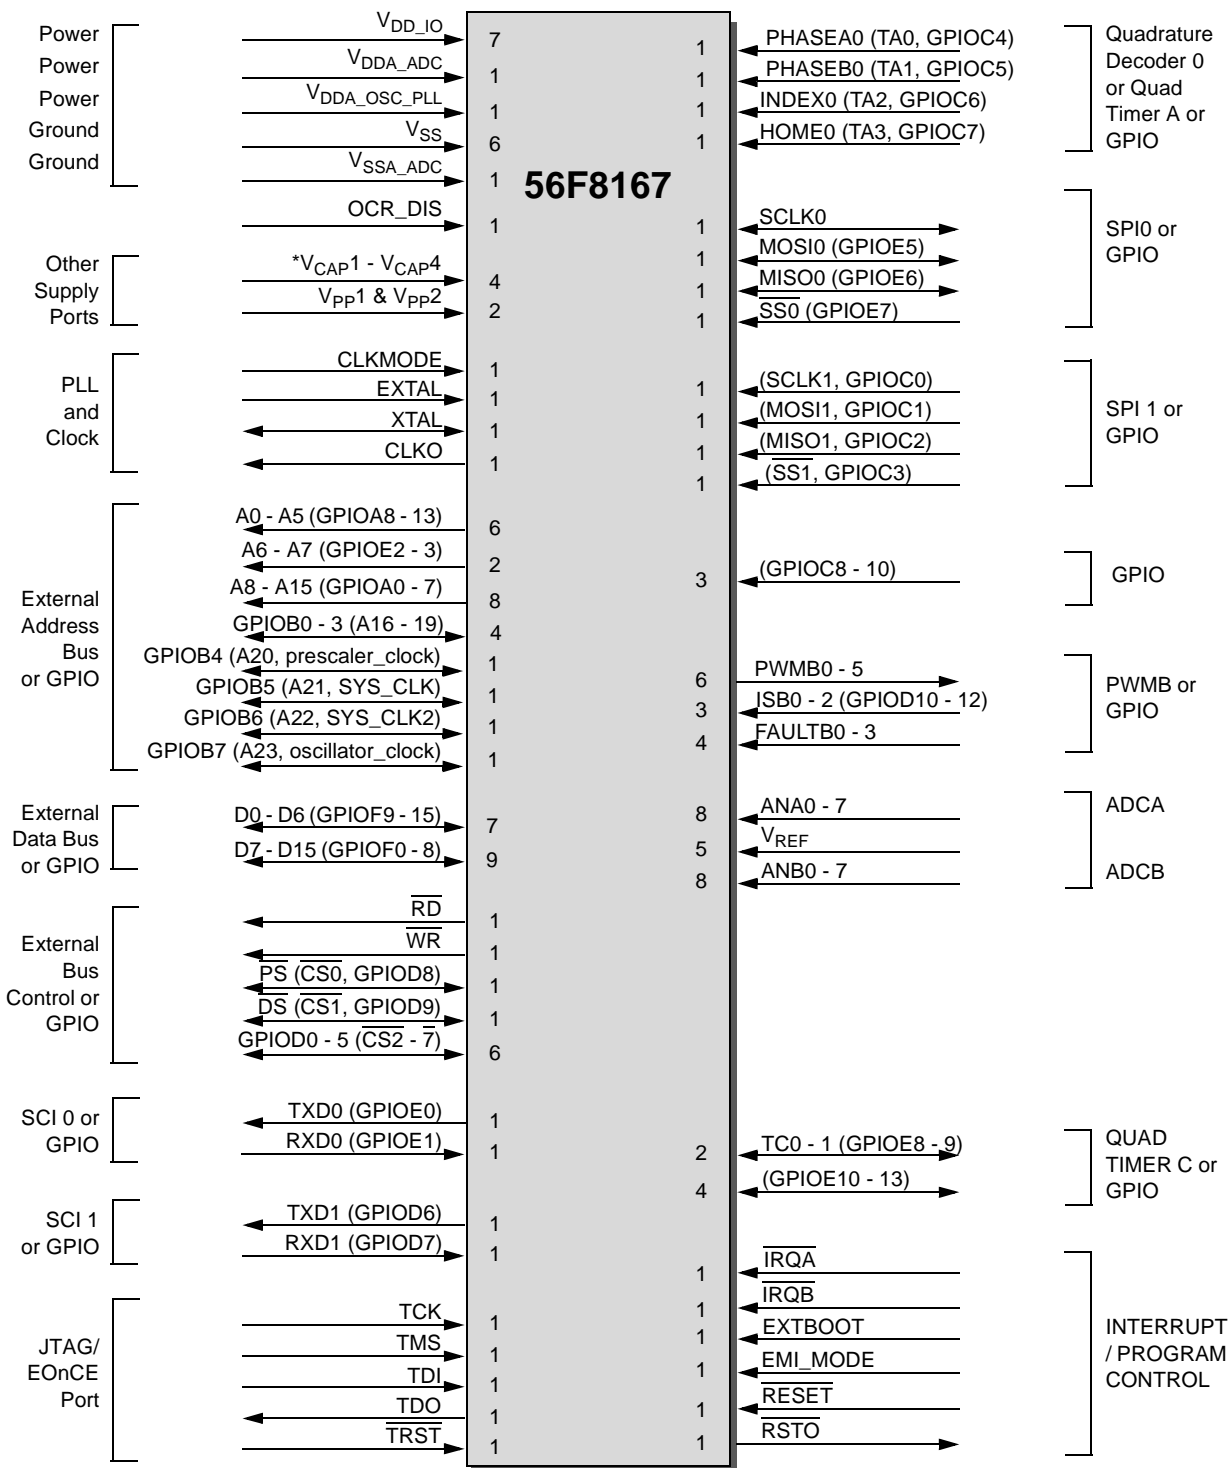 56F8167
Power
Power
Power
Ground
Ground
VDD_IO
7
VDDA_ADC
1
VDDA_OSC_PLL
1
VSS
6
VSSA_ADC
1
OCR_DIS
1
Other
Supply
Ports
*VCAP1 - VCAP4
4
VPP1 & VPP2
2
PLL
and
Clock
CLKMODE
1
EXTAL
1
XTAL
1
CLKO
1
External
Address
Bus
or GPIO
A0 - A5 (GPIOA8 - 13)
6
A6 - A7 (GPIOE2 - 3)
2
A8 - A15 (GPIOA0 - 7)
8
GPIOB0 - 3 (A16 - 19)
4
GPIOB4 (A20, prescaler_clock)
1
GPIOB5 (A21, SYS_CLK)
1
GPIOB6 (A22, SYS_CLK2)
1
GPIOB7 (A23, oscillator_clock)
1
External
Data Bus
or GPIO
D0 - D6 (GPIOF9 - 15)
7
D7 - D15 (GPIOF0 - 8)
9
External
Bus
Control or
GPIO
RD
1
WR
1
PS (CS0, GPIOD8)
1
DS (CS1, GPIOD9)
1
GPIOD0 - 5 (CS2 - 7)
6
SCI 0 or
GPIO
TXD0 (GPIOE0)
1
RXD0 (GPIOE1)
1
SCI 1
or GPIO
TXD1 (GPIOD6)
1
RXD1 (GPIOD7)
1
JTAG/
EOnCE
Port
TCK
1
TMS
1
TDI
1
TDO
1
TRST
1
1
PHASEA0 (TA0, GPIOC4)
1
PHASEB0 (TA1, GPIOC5)
1
INDEX0 (TA2, GPIOC6)
1
HOME0 (TA3, GPIOC7)
Quadrature
Decoder 0
or Quad
Timer A or
GPIO
1
SCLK0
1
MOSI0 (GPIOE5)
1
MISO0 (GPIOE6)
1
SS0 (GPIOE7)
SPI0 or
GPIO
1
(SCLK1, GPIOC0)
1
(MOSI1, GPIOC1)
1
(MISO1, GPIOC2)
1
(SS1, GPIOC3)
SPI 1 or
GPIO
3
(GPIOC8 - 10)
GPIO
6
PWMB0 - 5
3
ISB0 - 2 (GPIOD10 - 12)
4
FAULTB0 - 3
PWMB or
GPIO
8
ANA0 - 7
5
VREF
8
ANB0 - 7
ADCA
ADCB
2
TC0 - 1 (GPIOE8 - 9)
4
(GPIOE10 - 13)
QUAD
TIMER C or
GPIO
1
IRQA
1
IRQB
1
EXTBOOT
1
EMI_MODE
1
RESET
1
RSTO
INTERRUPT
/ PROGRAM
CONTROL